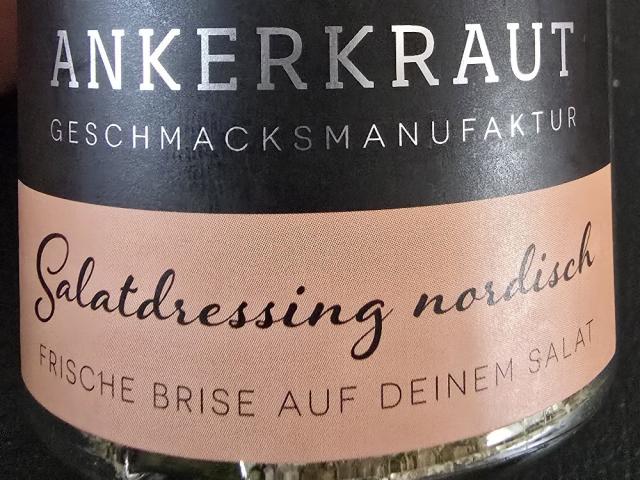 ANKERKRAUT
GESCHMACKSMANUFAKTUR
Salatdressing nordisch
FRISCHE BRISE AUF DEINEM SALAT